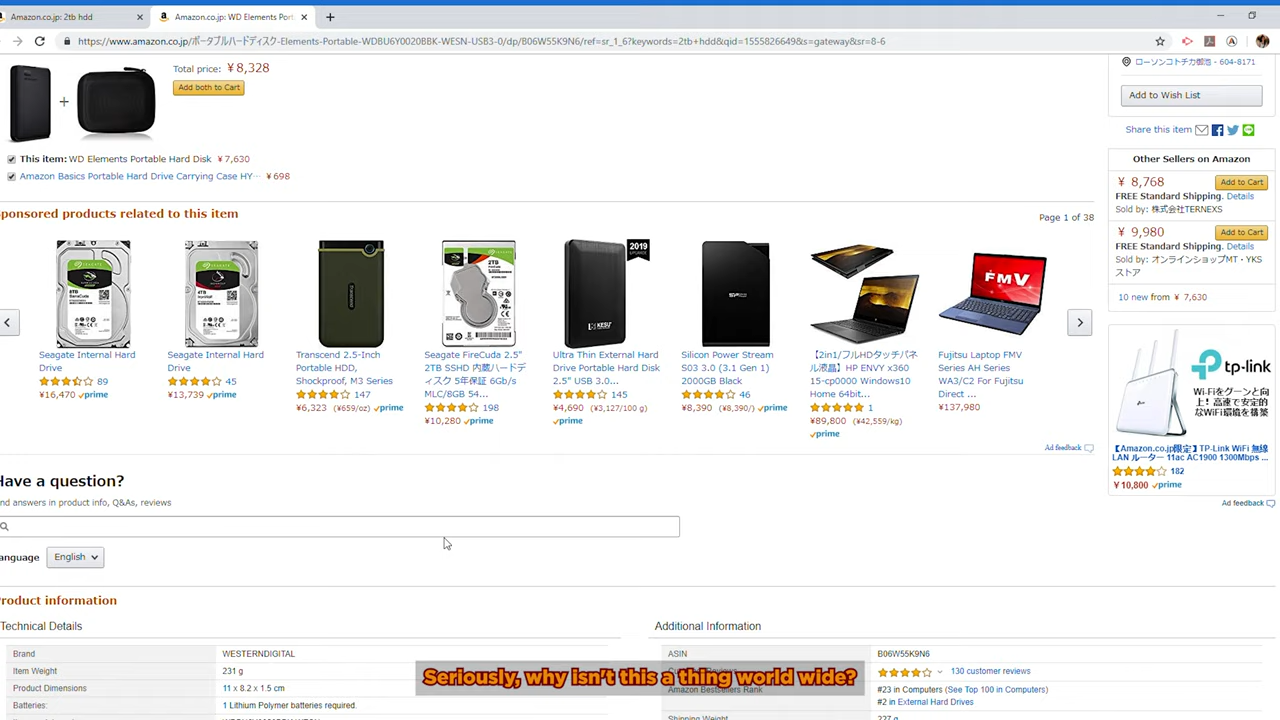 Amazon.co.jp: 2tb hdd
Amazon.co.jp: WD Elements Port
https://www.amazon.co.jp/ポータブルハードディスク-Elements-Portable-WDBU6Y0020BBK-WESN-USB3-0/dp/B06W55K9N6/ref=sr_1_6?keywords=2tb+hdd&qid=1555826649&s=gateway&sr=8-6
Total price: ¥8,328
Add both to Cart
+
This item: WD Elements Portable Hard Disk ¥7,630
Amazon Basics Portable Hard Drive Carrying Case HY… ¥698
ローソンコトチカ御池 - 604-8171
Add to Wish List
Share this item
Other Sellers on Amazon
¥ 8,768
Add to Cart
FREE Standard Shipping. Details
Sold by: 株式会社TERNEXS
¥ 9,980
Add to Cart
FREE Standard Shipping. Details
Sold by: オンラインショップMT・YKS
ストア
10 new from ¥ 7,630
ponsored products related to this item
Page 1 of 38
Seagate Internal Hard
Drive
89
¥16,470 prime
Seagate Internal Hard
Drive
45
¥13,739 prime
Transcend 2.5-Inch
Portable HDD,
Shockproof, M3 Series
147
¥6,323 (¥659/oz) prime
2TB
Seagate FireCuda 2.5"
2TB SSHD 内蔵ハードデ
ィスク 5年保証 6Gb/s
MLC/8GB 54...
198
¥10,280 prime
2019
KESU
Ultra Thin External Hard
Drive Portable Hard Disk
2.5" USB 3.0...
145
¥4,690 (¥3,127/100 g)
prime
Silicon Power Stream
S03 3.0 (3.1 Gen 1)
2000GB Black
46
¥8,390 (¥8,390/) prime
【2in1/フルHDタッチパネ
ル液晶】HP ENVY x360
15-cp0000 Windows10
Home 64bit...
1
¥89,800 (¥42,559/kg)
prime
FMV
Fujitsu Laptop FMV
Series AH Series
WA3/C2 For Fujitsu
Direct ...
¥137,980
Ad feedback
tp-link
Wi-Fiをグーンと向
上!高速で安定的
なWiFi環境を構築
【Amazon.co.jp限定】TP-Link WiFi 無線
LAN ルーター 11ac AC1900 1300Mbps ...
182
¥10,800 prime
Ad feedback
Have a question?
nd answers in product info, Q&As, reviews
anguage English
Product information
Technical Details
Brand WESTERNDIGITAL
Item Weight 231 g
Product Dimensions 11 x 8.2 x 1.5 cm
Batteries: 1 Lithium Polymer batteries required.
Additional Information
ASIN B06W55K9N6
130 customer reviews
Amazon Bestsellers Rank #23 in Computers (See Top 100 in Computers)
#2 in External Hard Drives
Shipping Weight 227 g
Seriously, why isn't this a thing world wide?